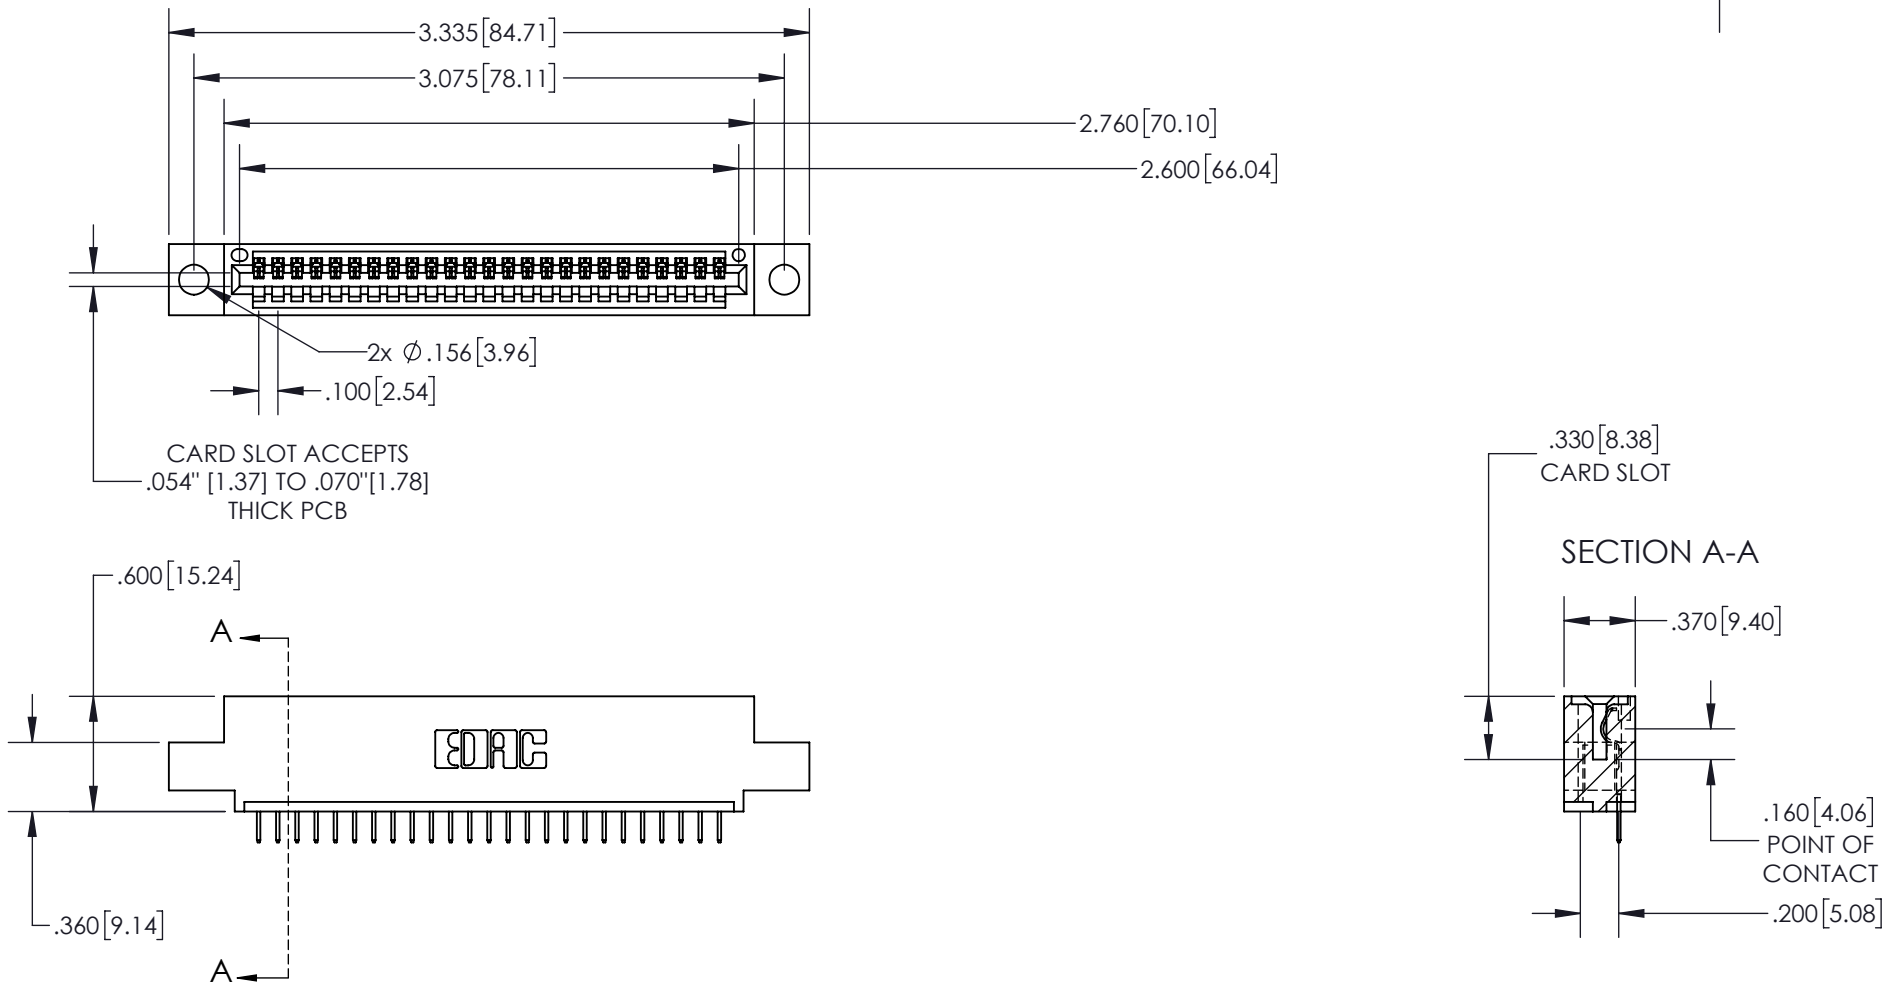 3.335[84.71]
3.075[78.11]
2.760[70.10]
2.600[66.04]
2x ∅.156[3.96]
.100[2.54]
CARD SLOT ACCEPTS
.054" [1.37] TO .070"[1.78]
THICK PCB
.330[8.38]
CARD SLOT
SECTION A-A
.600[15.24]
A
.370[9.40]
EDAC
.160[4.06]
POINT OF
CONTACT
.200[5.08]
.360[9.14]
A